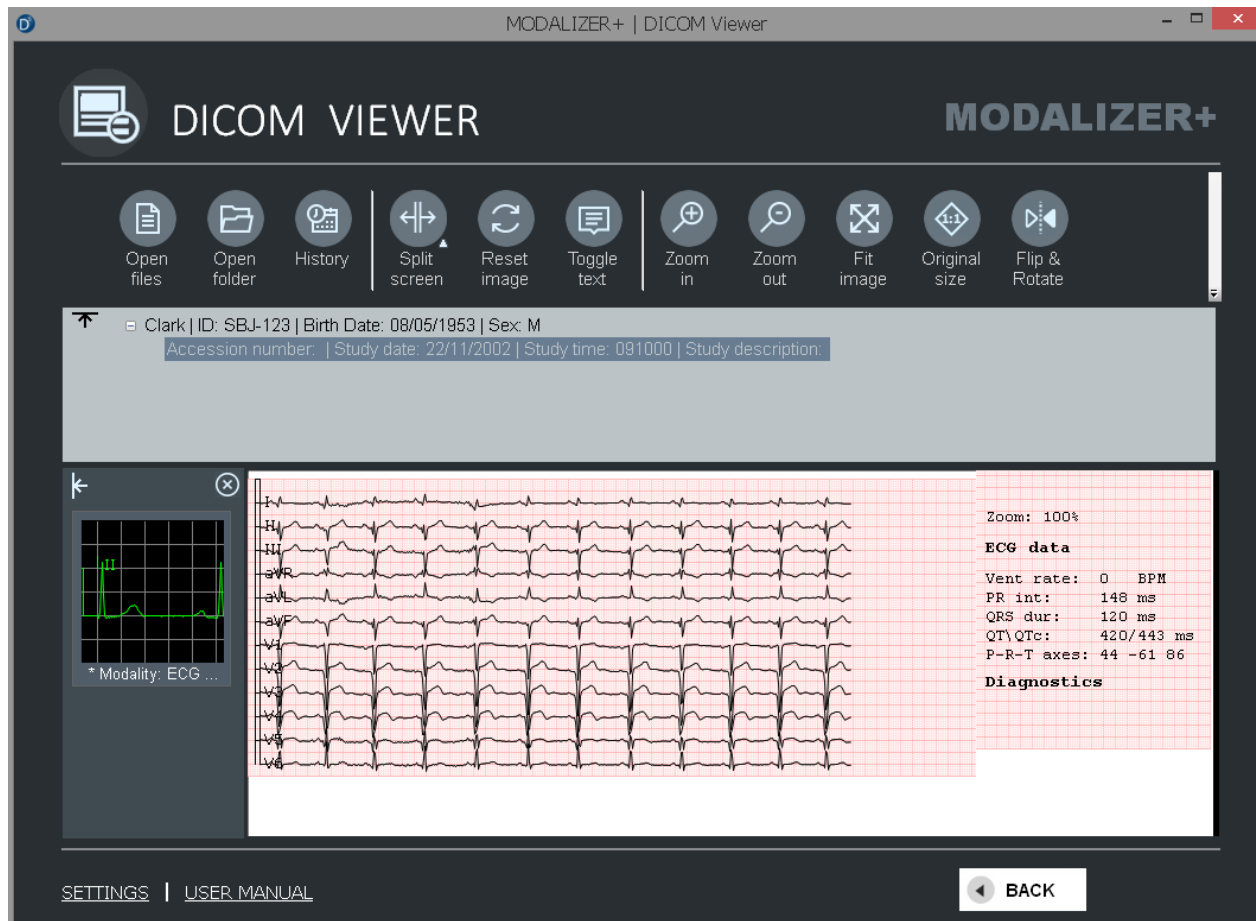 MODALIZER+ | DICOM Viewer
DICOM VIEWER
MODALIZER+
Open files
Open folder
History
Split screen
Reset image
Toggle text
Zoom in
Zoom out
Fit image
1:1
Original size
Flip & Rotate
Clark | ID: SBJ-123 | Birth Date: 08/05/1953 | Sex: M
Accession number: | Study date: 22/11/2002 | Study time: 091000 | Study description:
II
* Modality: ECG ...
I
II
III
aVR
aVL
aVF
V1
V2
V3
V4
V5
V6
Zoom: 100%
ECG data
Vent rate: 0 BPM
PR int: 148 ms
QRS dur: 120 ms
QT\QTc: 420/443 ms
P-R-T axes: 44 -61 86
Diagnostics
SETTINGS | USER MANUAL
BACK